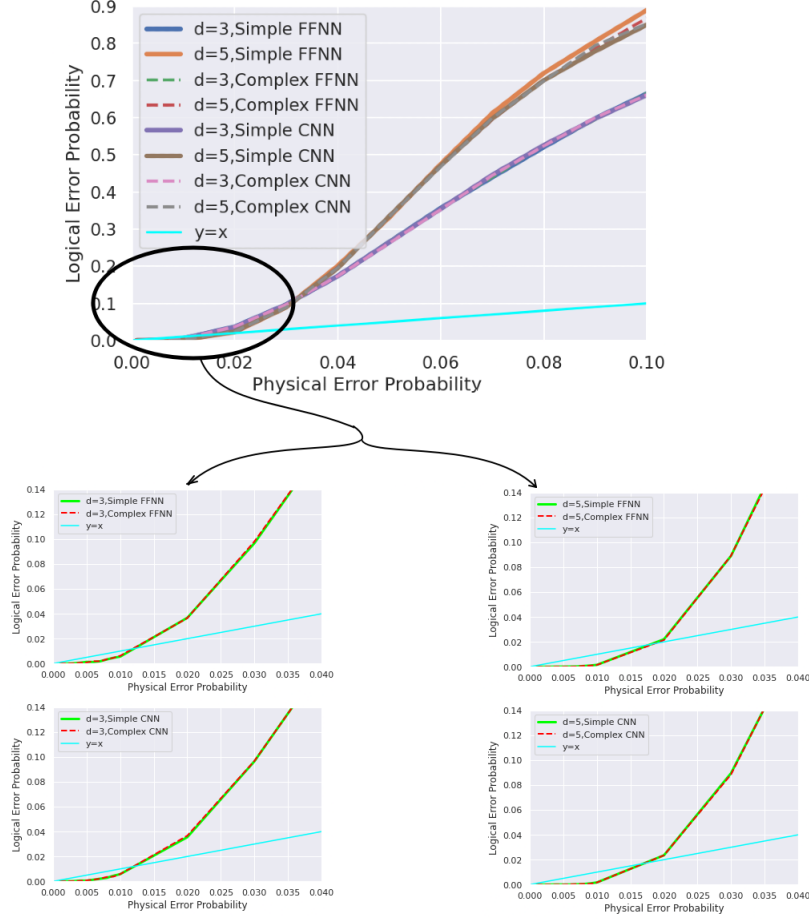 0.9
0.8
0.7
0.6
0.5
0.4
0.3
0.2
0.1
0.0
Logical Error Probability
d=3,Simple FFNN
d=5,Simple FFNN
d=3,Complex FFNN
d=5,Complex FFNN
d=3,Simple CNN
d=5,Simple CNN
d=3,Complex CNN
d=5,Complex CNN
y=x
0.00 0.02 0.04 0.06 0.08 0.10
Physical Error Probability
0.14
0.12
0.10
0.08
0.06
0.04
0.02
0.00
Logical Error Probability
d=3,Simple FFNN
d=3,Complex FFNN
y=x
0.000 0.005 0.010 0.015 0.020 0.025 0.030 0.035 0.040
Physical Error Probability
0.14
0.12
0.10
0.08
0.06
0.04
0.02
0.00
Logical Error Probability
d=5,Simple FFNN
d=5,Complex FFNN
y=x
0.000 0.005 0.010 0.015 0.020 0.025 0.030 0.035 0.040
Physical Error Probability
0.14
0.12
0.10
0.08
0.06
0.04
0.02
0.00
Logical Error Probability
d=3,Simple CNN
d=3,Complex CNN
y=x
0.000 0.005 0.010 0.015 0.020 0.025 0.030 0.035 0.040
Physical Error Probability
0.14
0.12
0.10
0.08
0.06
0.04
0.02
0.00
Logical Error Probability
d=5,Simple CNN
d=5,Complex CNN
y=x
0.000 0.005 0.010 0.015 0.020 0.025 0.030 0.035 0.040
Physical Error Probability